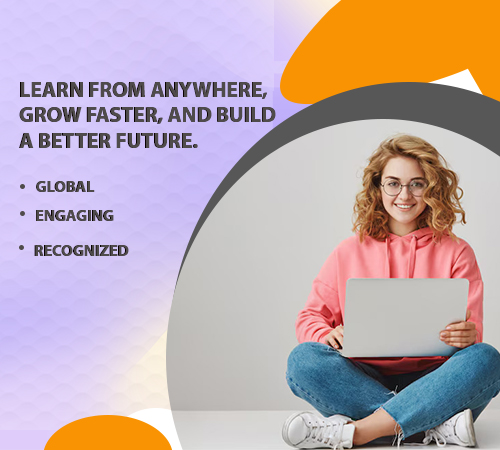 LEARN FROM ANYWHERE,
GROW FASTER, AND BUILD
A BETTER FUTURE.
• GLOBAL
• ENGAGING
• RECOGNIZED